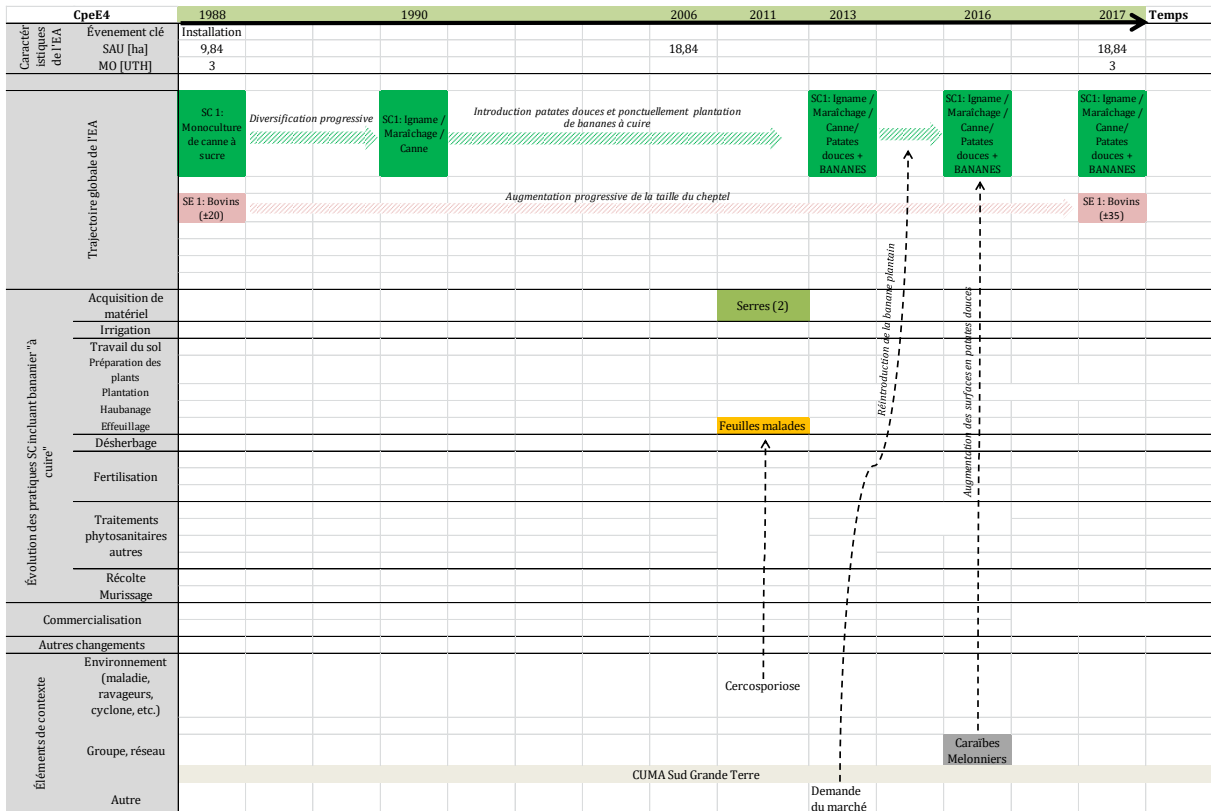 CpeE4 1988 1990 2006 2011 2013 2016 2017 Temps
Caractér
istiques
de l'EA
Évenement clé Installation
SAU [ha] 9,84 18,84 18,84
MO [UTH] 3 3
Trajectoire globale de l'EA
SC 1:
Monoculture
de canne à
sucre
Diversification progressive
SC1: Igname /
Maraîchage /
Canne
Introduction patates douces et ponctuellement plantation
de bananes à cuire
SC1: Igname /
Maraîchage /
Canne/
Patates
douces +
BANANES
SC1: Igname /
Maraîchage /
Canne/
Patates
douces +
BANANES
SC1: Igname /
Maraîchage /
Canne/
Patates
douces +
BANANES
SE 1: Bovins
(±20)
Augmentation progressive de la taille du cheptel
SE 1: Bovins
(±35)
Évolution des pratiques SC incluant bananier "à
cuire"
Acquisition de
matériel
Serres (2)
Irrigation
Travail du sol
Préparation des
plants
Plantation
Haubanage
Effeuillage Feuilles malades
Désherbage
Fertilisation
Traitements
phytosanitaires
autres
Récolte
Murissage
Réintroduction de la banane plantain
Augmentation des surfaces en patates douces
Commercialisation
Autres changements
Éléments de contexte
Environnement
(maladie,
ravageurs,
cyclone, etc.)
Cercosporiose
Groupe, réseau
Caraïbes
Melonniers
CUMA Sud Grande Terre
Autre
Demande
du marché